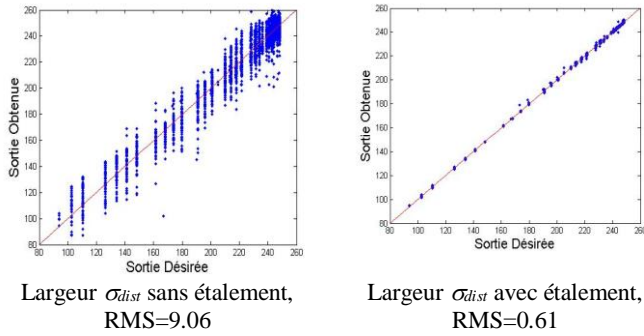 260
240
220
200
180
160
140
120
100
80
Sortie Obtenue
80 100 120 140 160 180 200 220 240 260
Sortie Désirée
Largeur σdist sans étalement,
RMS=9.06
260
240
220
200
180
160
140
120
100
80
Sortie Obtenue
80 100 120 140 160 180 200 220 240 260
Sortie Désirée
Largeur σdist avec étalement,
RMS=0.61